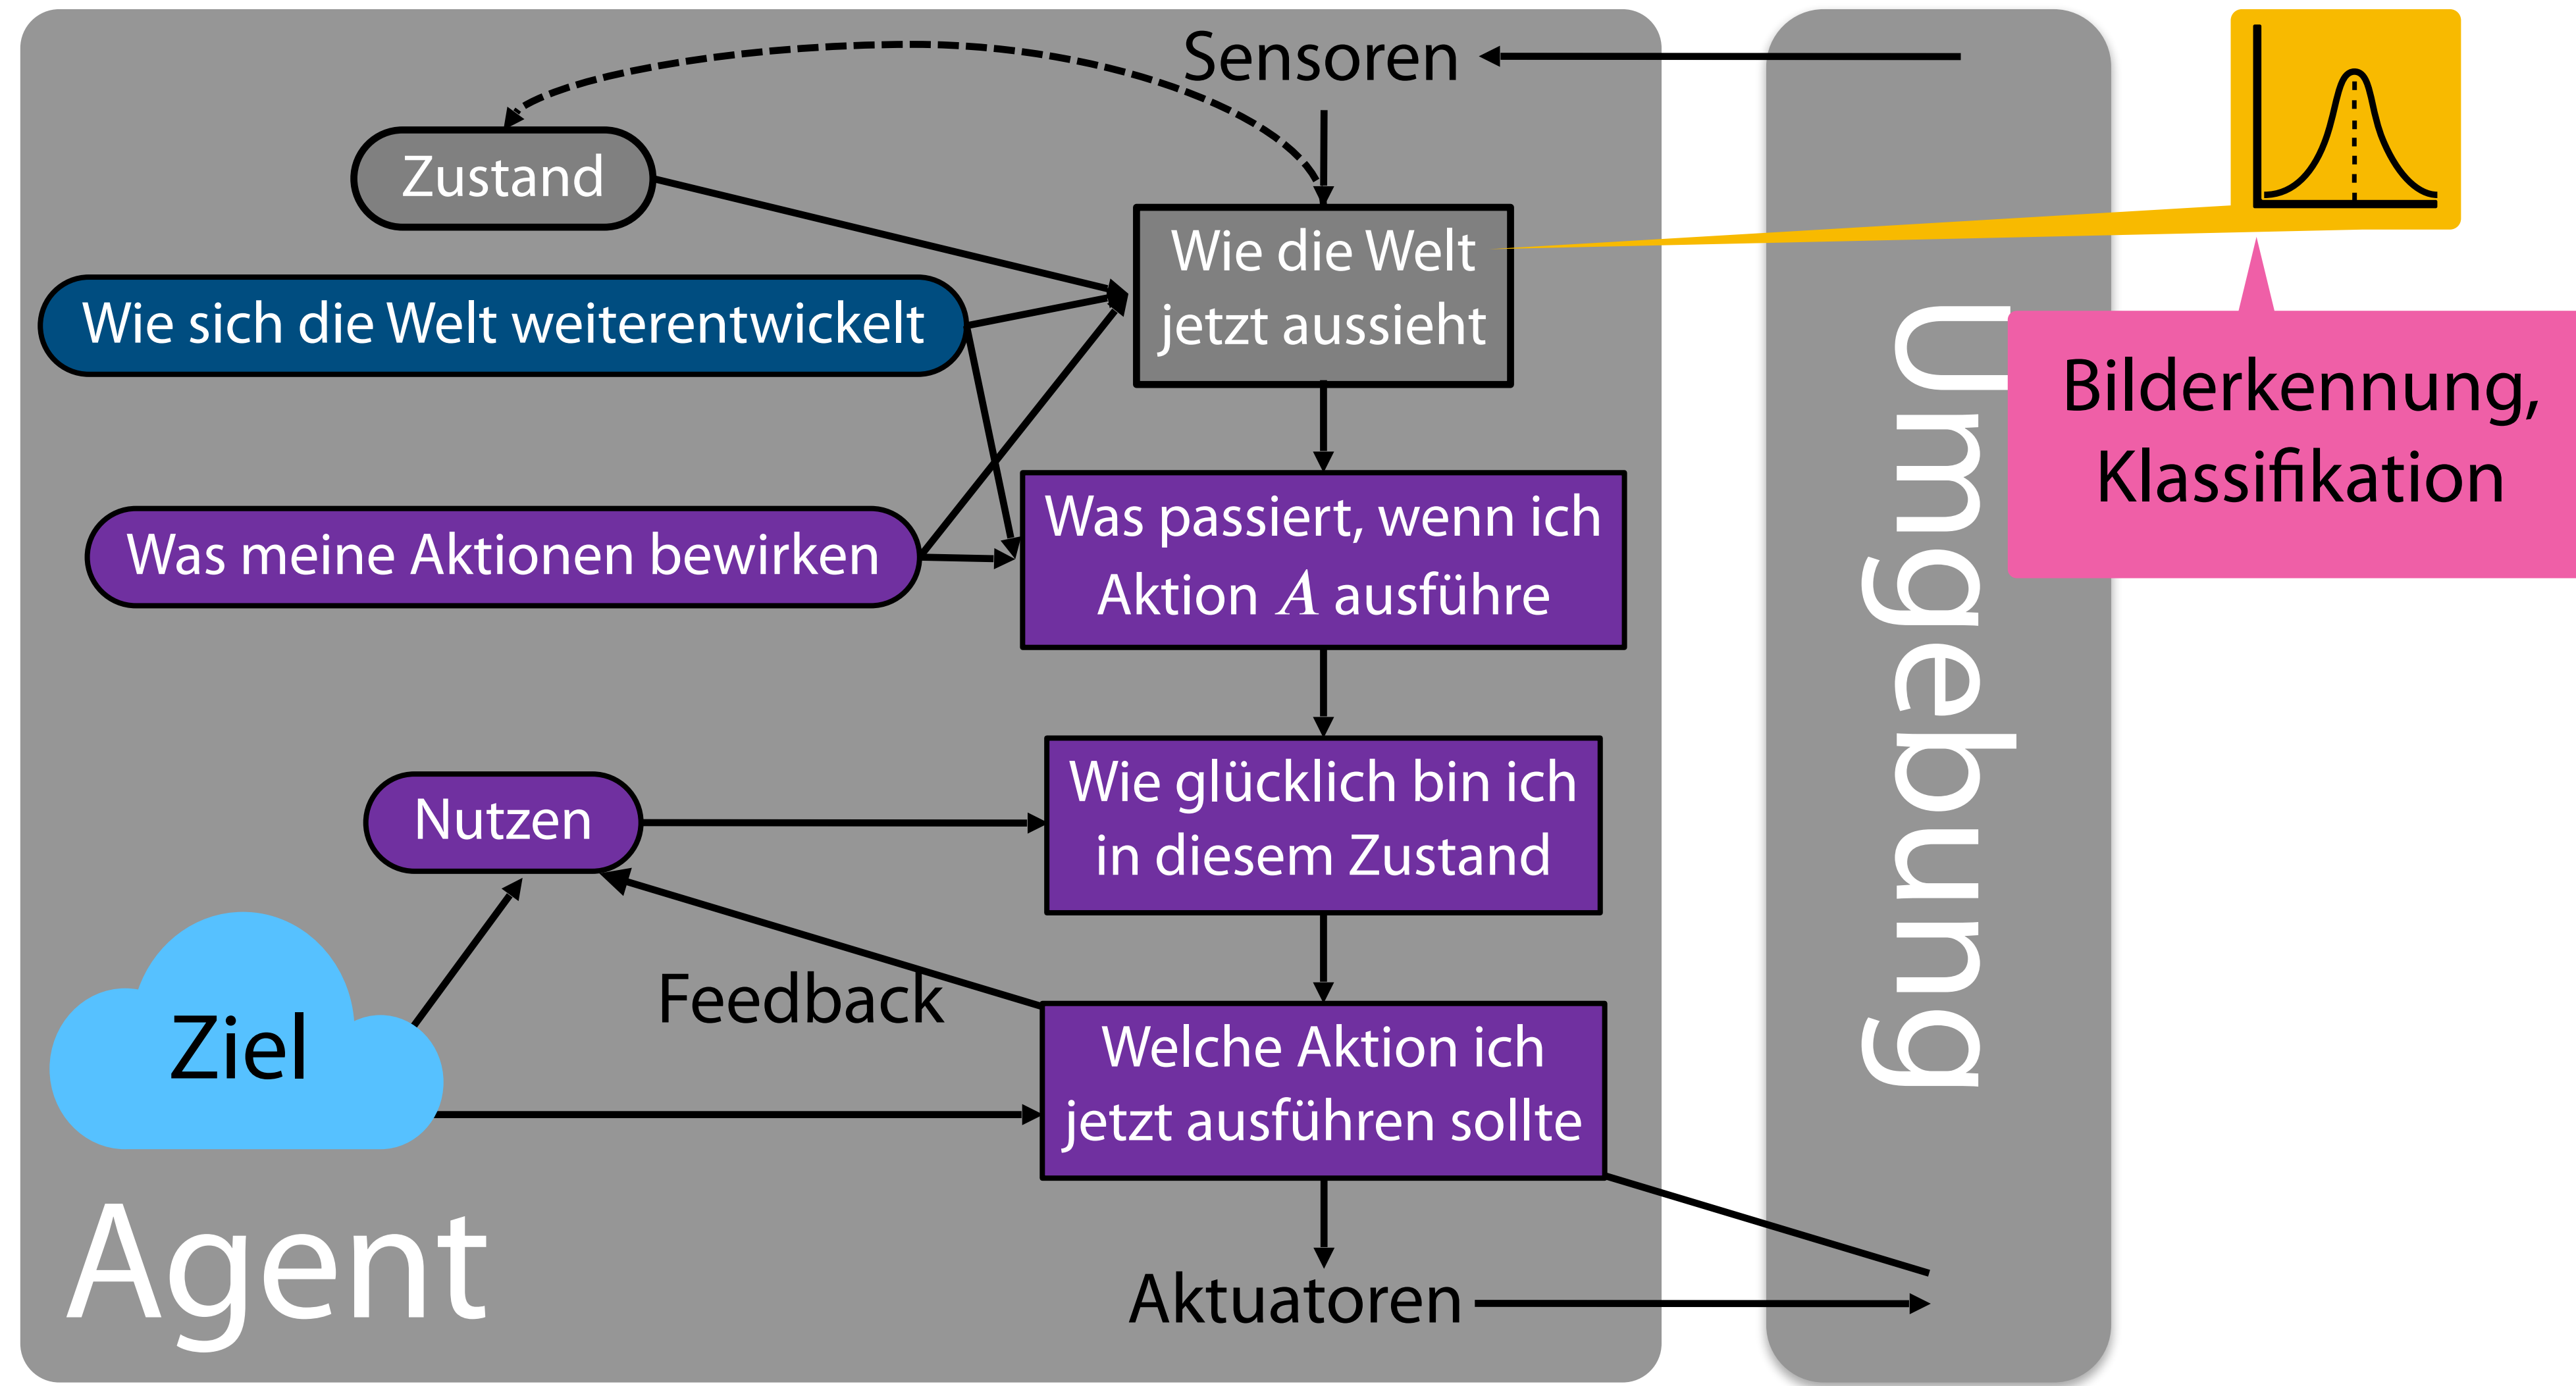 Sensoren
Zustand
Wie die Welt
jetzt aussieht
Wie sich die Welt weiterentwickelt
Bilderkennung,
Klassifikation
Was meine Aktionen bewirken
Was passiert, wenn ich
Aktion A ausführe
Umgebung
Nutzen
Wie glücklich bin ich
in diesem Zustand
Feedback
Ziel
Welche Aktion ich
jetzt ausführen sollte
Agent
Aktuatoren